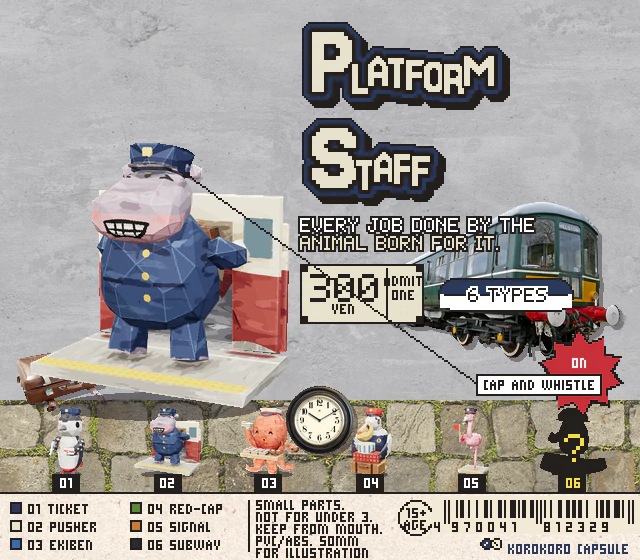 PLATFORM
STAFF
EVERY JOB DONE BY THE
ANIMAL BORN FOR IT.
300
YEN
ADMIT
ONE
6 TYPES
ON
CAP AND WHISTLE
01
02
03
04
05
?
06
01 TICKET
02 PUSHER
03 EKIBEN
04 RED-CAP
05 SIGNAL
06 SUBWAY
SMALL PARTS.
NOT FOR UNDER 3.
KEEP FROM MOUTH.
PVC/ABS. 50MM
FOR ILLUSTRATION
15+
AGE
4 970041 812329
KOROKORO CAPSULE